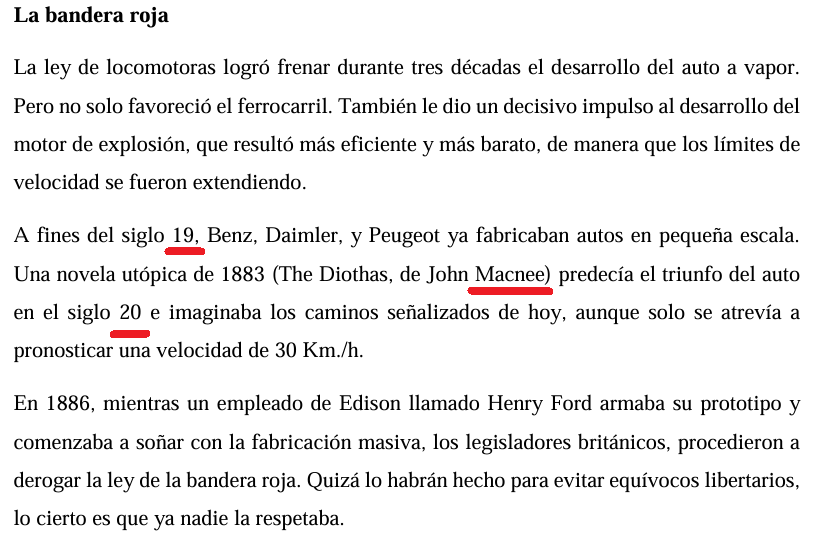 La bandera roja
La ley de locomotoras logró frenar durante tres décadas el desarrollo del auto a vapor.
Pero no solo favoreció el ferrocarril. También le dio un decisivo impulso al desarrollo del
motor de explosión, que resultó más eficiente y más barato, de manera que los límites de
velocidad se fueron extendiendo.
A fines del siglo 19, Benz, Daimler, y Peugeot ya fabricaban autos en pequeña escala.
Una novela utópica de 1883 (The Diothas, de John Macnee) predecía el triunfo del auto
en el siglo 20 e imaginaba los caminos señalizados de hoy, aunque solo se atrevía a
pronosticar una velocidad de 30 Km./h.
En 1886, mientras un empleado de Edison llamado Henry Ford armaba su prototipo y
comenzaba a soñar con la fabricación masiva, los legisladores británicos, procedieron a
derogar la ley de la bandera roja. Quizá lo habrán hecho para evitar equívocos libertarios,
lo cierto es que ya nadie la respetaba.